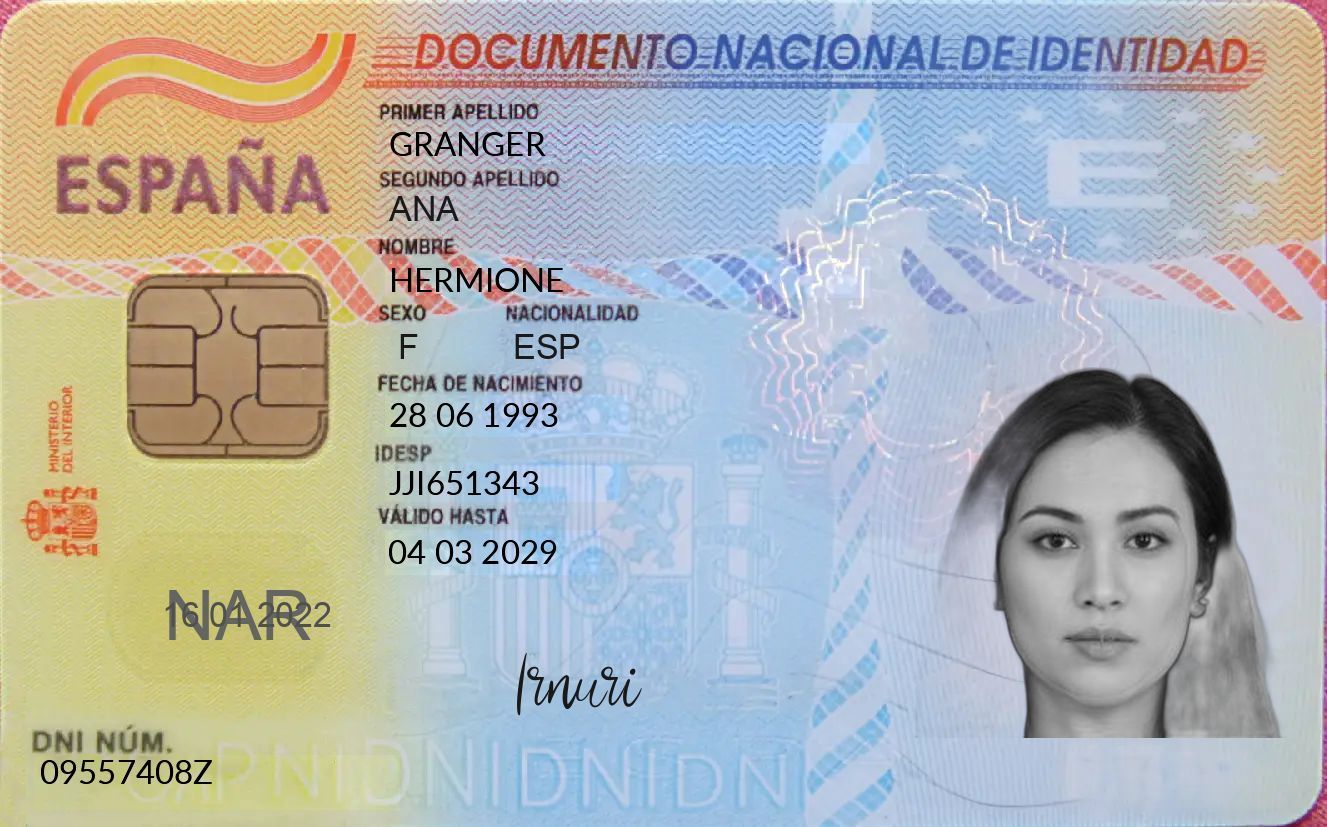 DOCUMENTO NACIONAL DE IDENTIDAD
ESPAÑA
E
PRIMER APELLIDO
GRANGER
SEGUNDO APELLIDO
ANA
NOMBRE
HERMIONE
SEXO NACIONALIDAD
F ESP
FECHA DE NACIMIENTO
28 06 1993
IDESP
JJI651343
VÁLIDO HASTA
04 03 2029
MINISTERIO
DEL INTERIOR
NAR
16 01 2022
Irnuri
DNI NÚM.
09557408Z
DNIDNIDNIDN